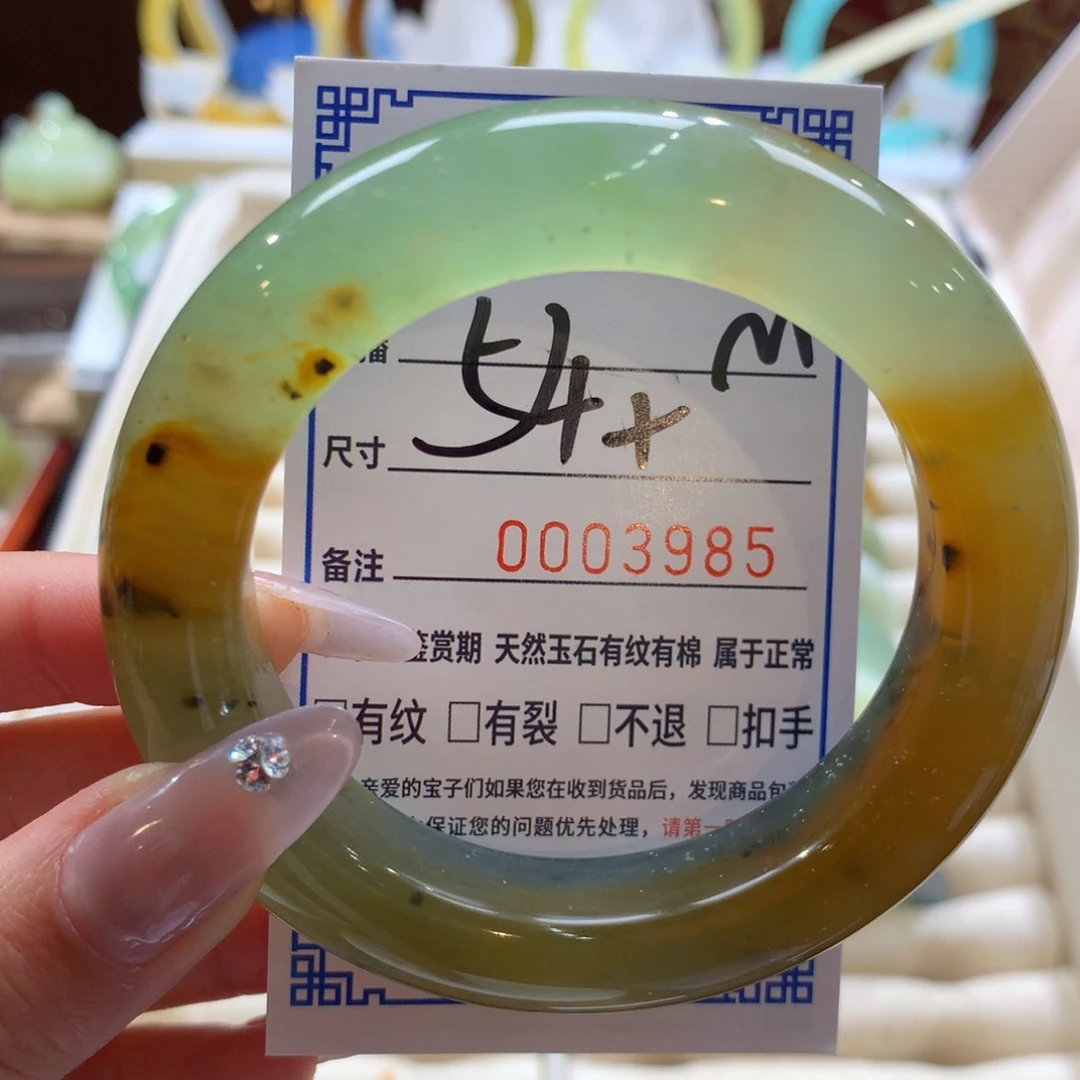 M
尺寸 54+
备注 0003985
鉴赏期 天然玉石有纹有棉 属于正常
□有纹 □有裂 □不退 □扣手
亲爱的宝子们如果您在收到货品后，发现商品包
保证您的问题优先处理，请第一